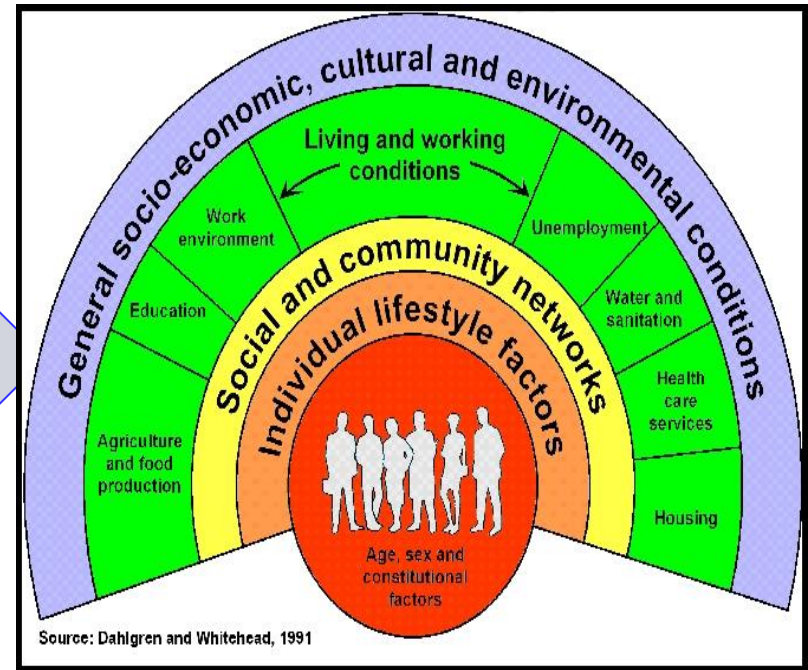 General socio-economic, cultural and environmental conditions
Living and working
conditions
Work
environment
Unemployment
Education
Water and
sanitation
Agriculture
and food
production
Health
care
services
Housing
Social and community networks
Individual lifestyle factors
Age, sex and
constitutional
factors
Source: Dahlgren and Whitehead, 1991